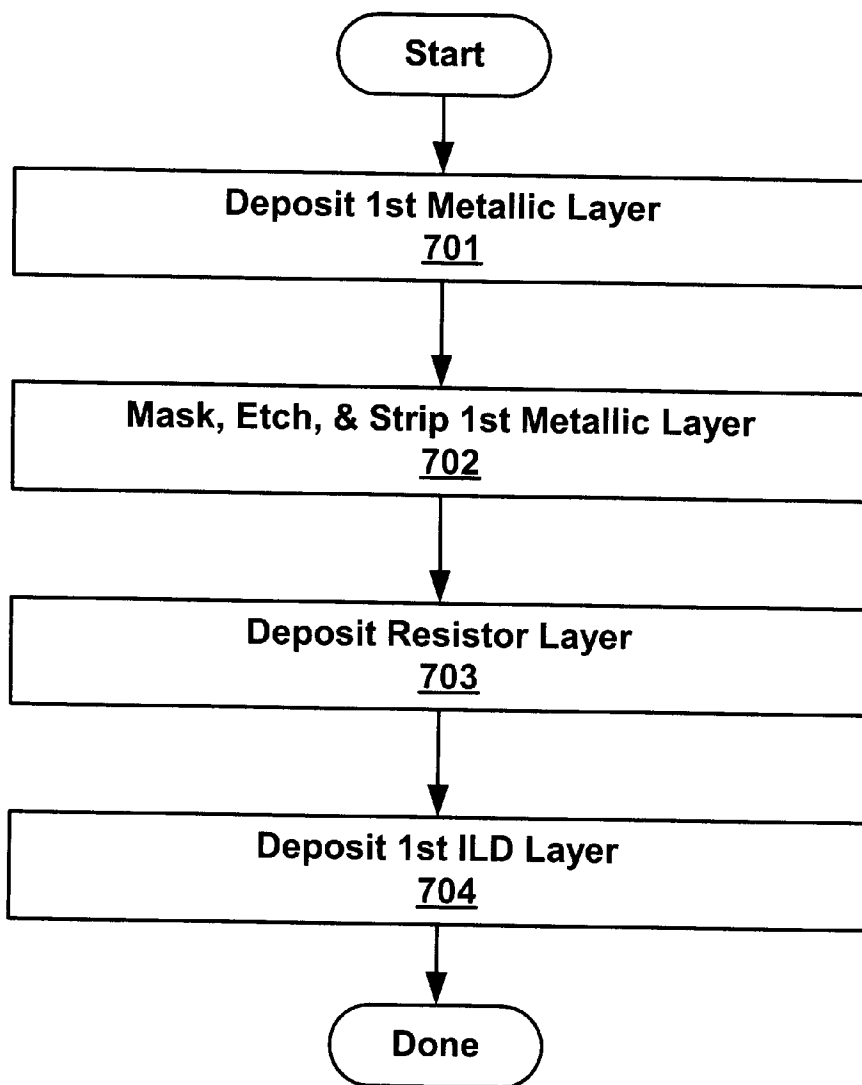 Start
Deposit 1st Metallic Layer
701
Mask, Etch, & Strip 1st Metallic Layer
702
Deposit Resistor Layer
703
Deposit 1st ILD Layer
704
Done